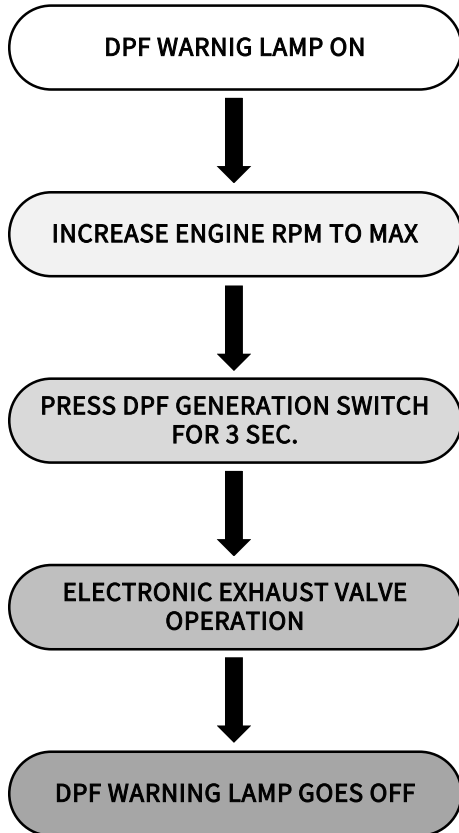 DPF WARNIG LAMP ON
INCREASE ENGINE RPM TO MAX
PRESS DPF GENERATION SWITCH
FOR 3 SEC.
ELECTRONIC EXHAUST VALVE
OPERATION
DPF WARNING LAMP GOES OFF